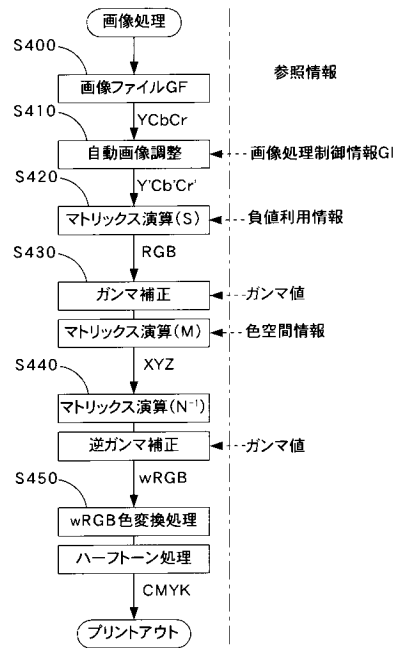 画像処理
S400
参照情報
画像ファイルGF
S410
YCbCr
自動画像調整
画像処理制御情報GI
S420
Y'Cb'Cr'
マトリックス演算(S)
負値利用情報
S430
RGB
ガンマ補正
ガンマ値
マトリックス演算(M)
色空間情報
S440
XYZ
マトリックス演算(N⁻¹)
逆ガンマ補正
ガンマ値
S450
wRGB
wRGB色変換処理
ハーフトーン処理
CMYK
プリントアウト